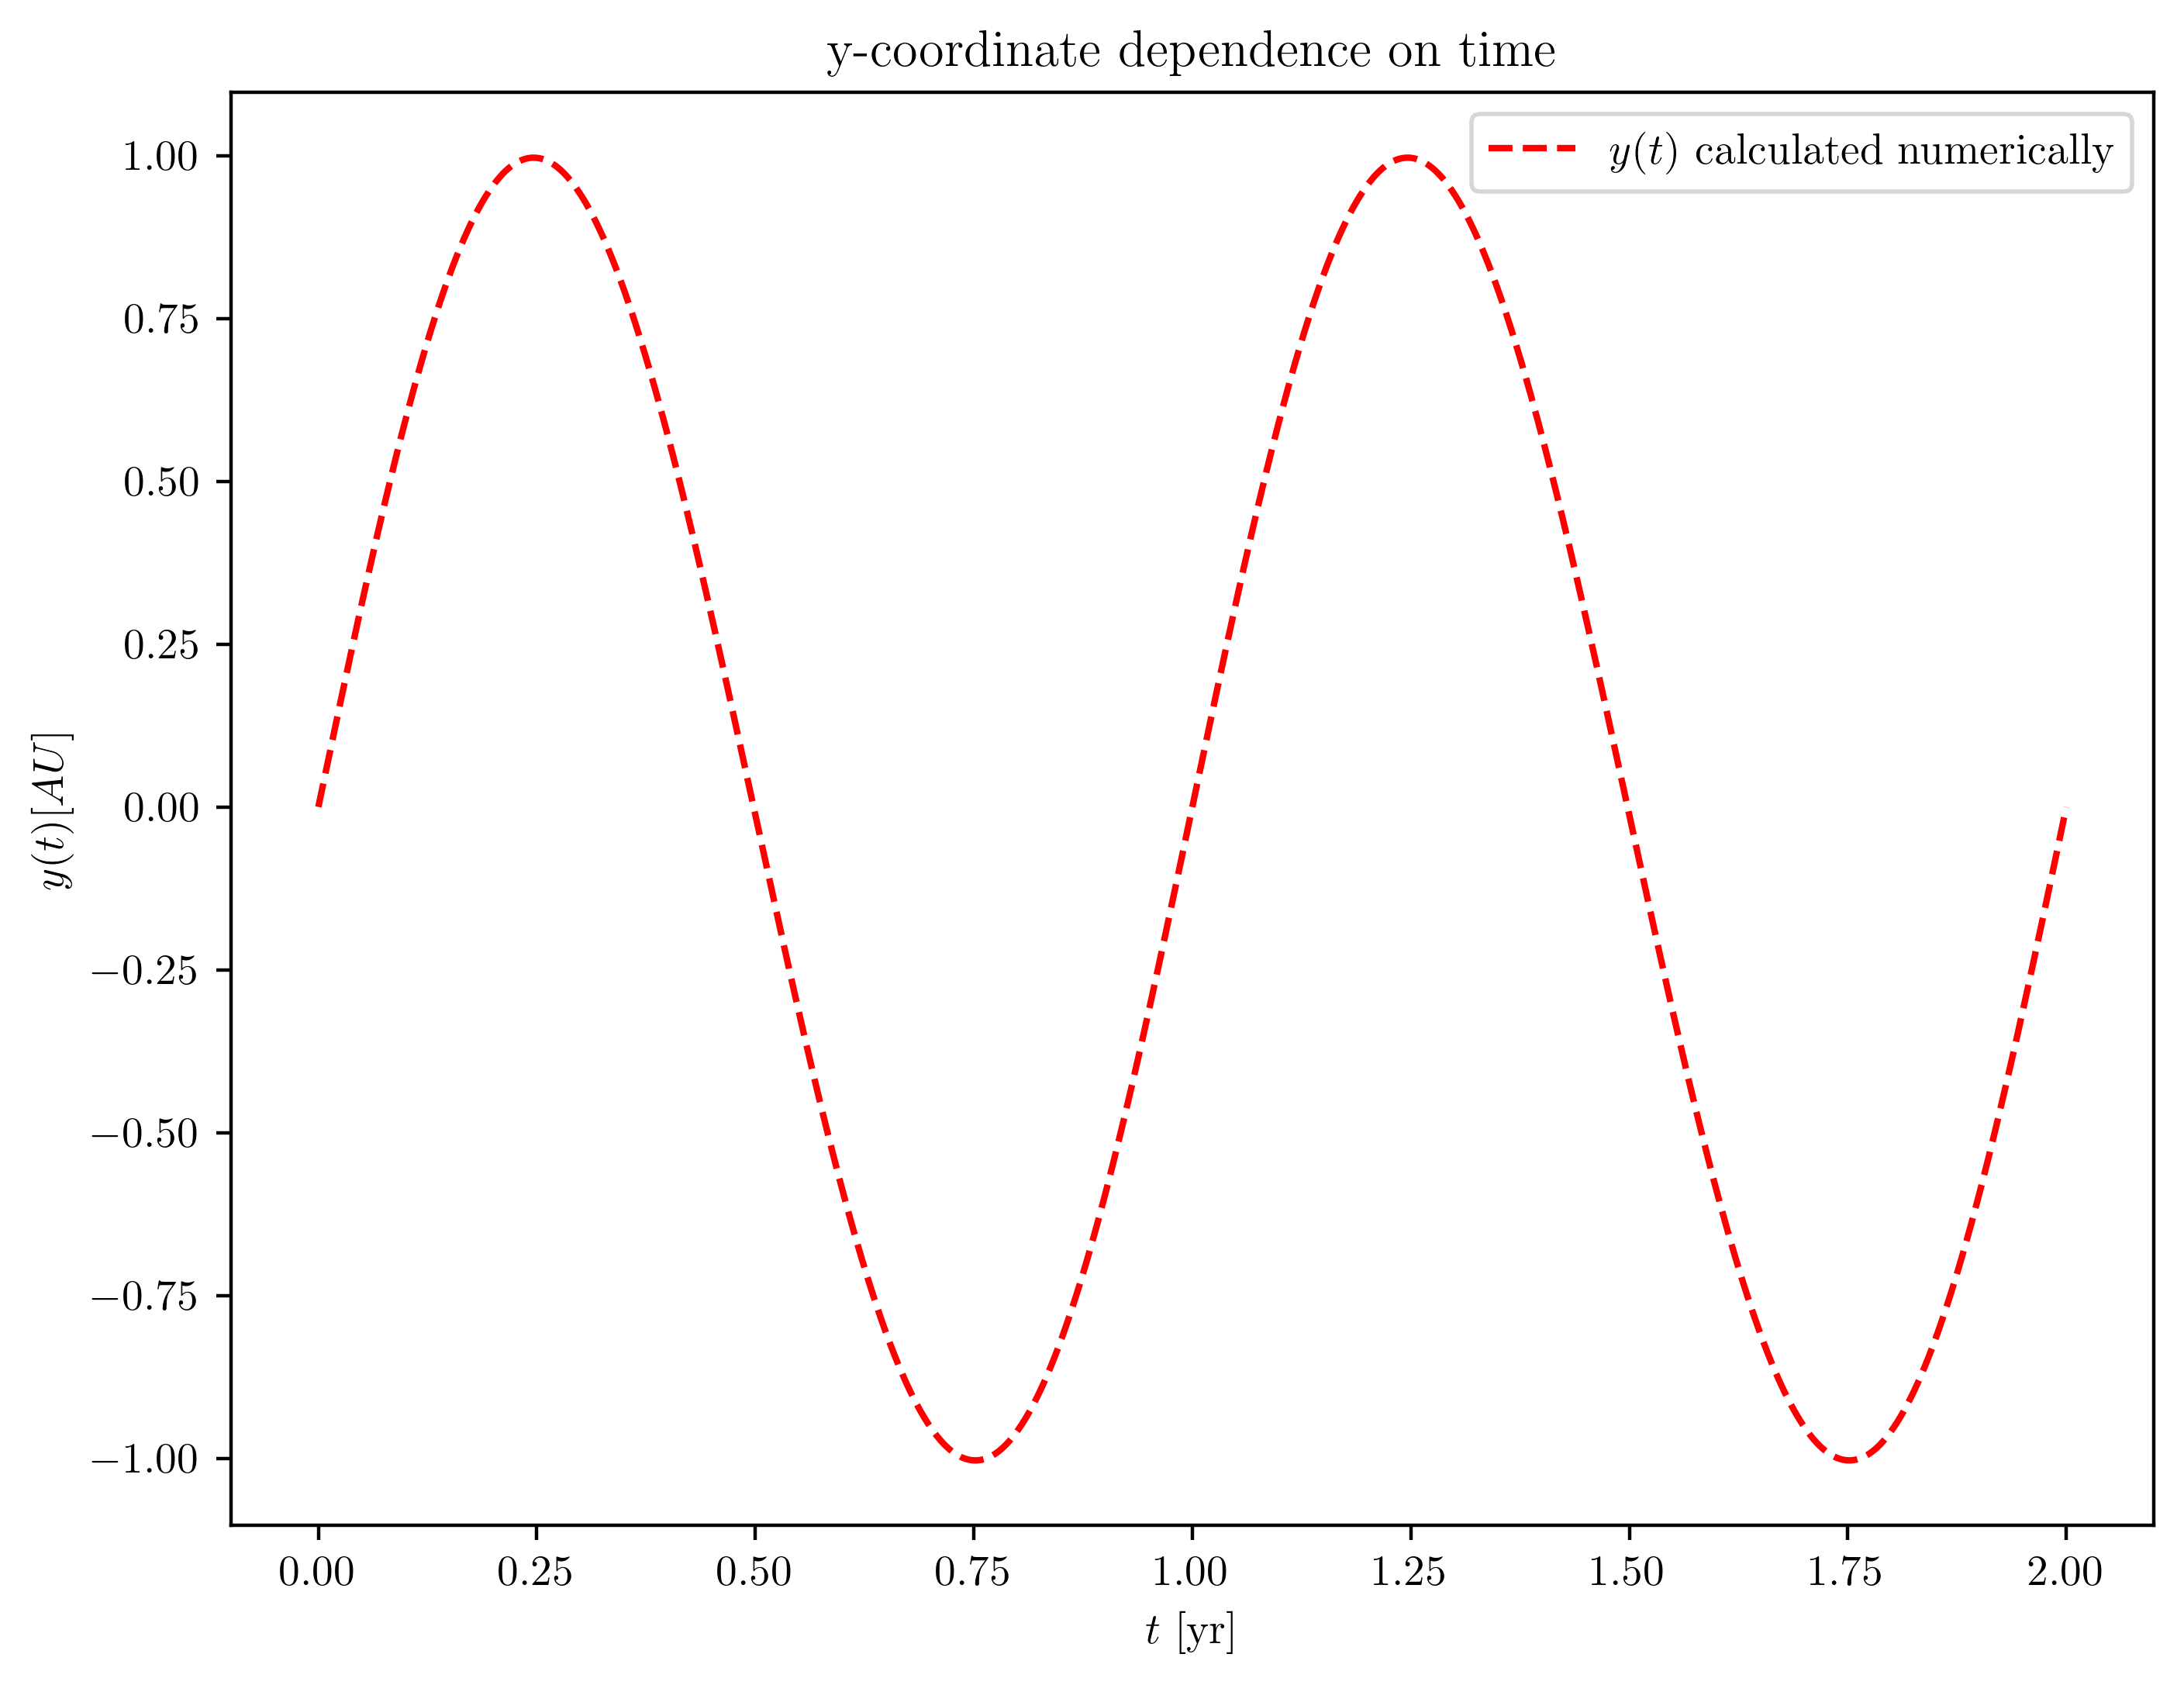 y-coordinate dependence on time
y(t) calculated numerically
1.00
0.75
0.50
0.25
0.00
−0.25
−0.50
−0.75
−1.00
y(t)[AU]
0.00 0.25 0.50 0.75 1.00 1.25 1.50 1.75 2.00
t [yr]